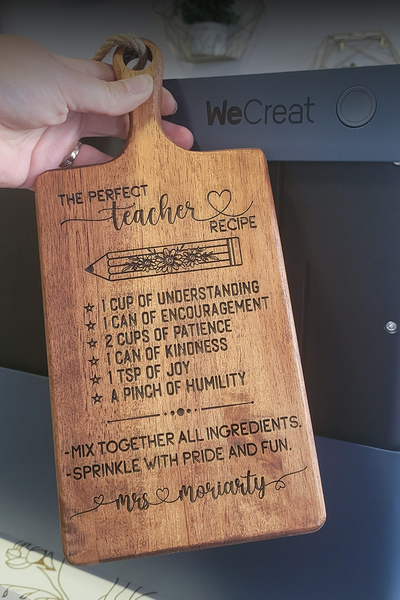 WeCreat
THE PERFECT
teacher
RECIPE
1 CUP OF UNDERSTANDING
1 CAN OF ENCOURAGEMENT
2 CUPS OF PATIENCE
1 CAN OF KINDNESS
1 TSP OF JOY
A PINCH OF HUMILITY
-MIX TOGETHER ALL INGREDIENTS.
-SPRINKLE WITH PRIDE AND FUN.
mrs moriarty